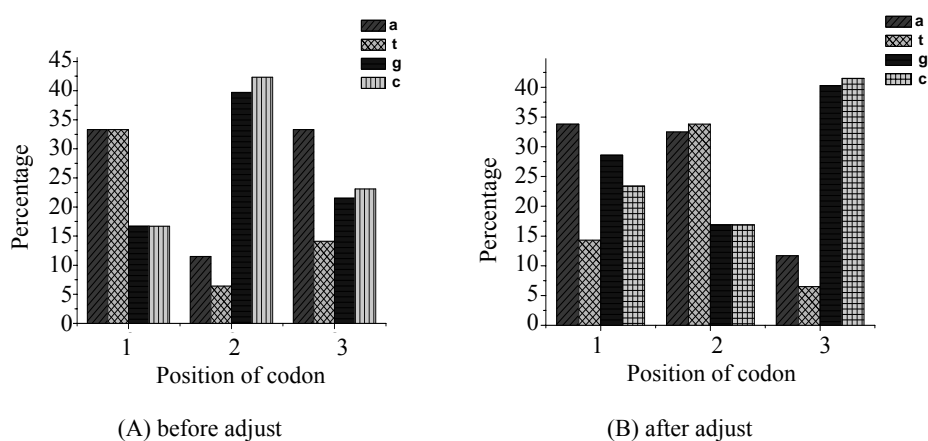 a
t
g
c
45
40
35
30
25
20
15
10
5
0
Percentage
1 2 3
Position of codon
(A) before adjust
a
t
g
c
40
35
30
25
20
15
10
5
0
Percentage
1 2 3
Position of codon
(B) after adjust